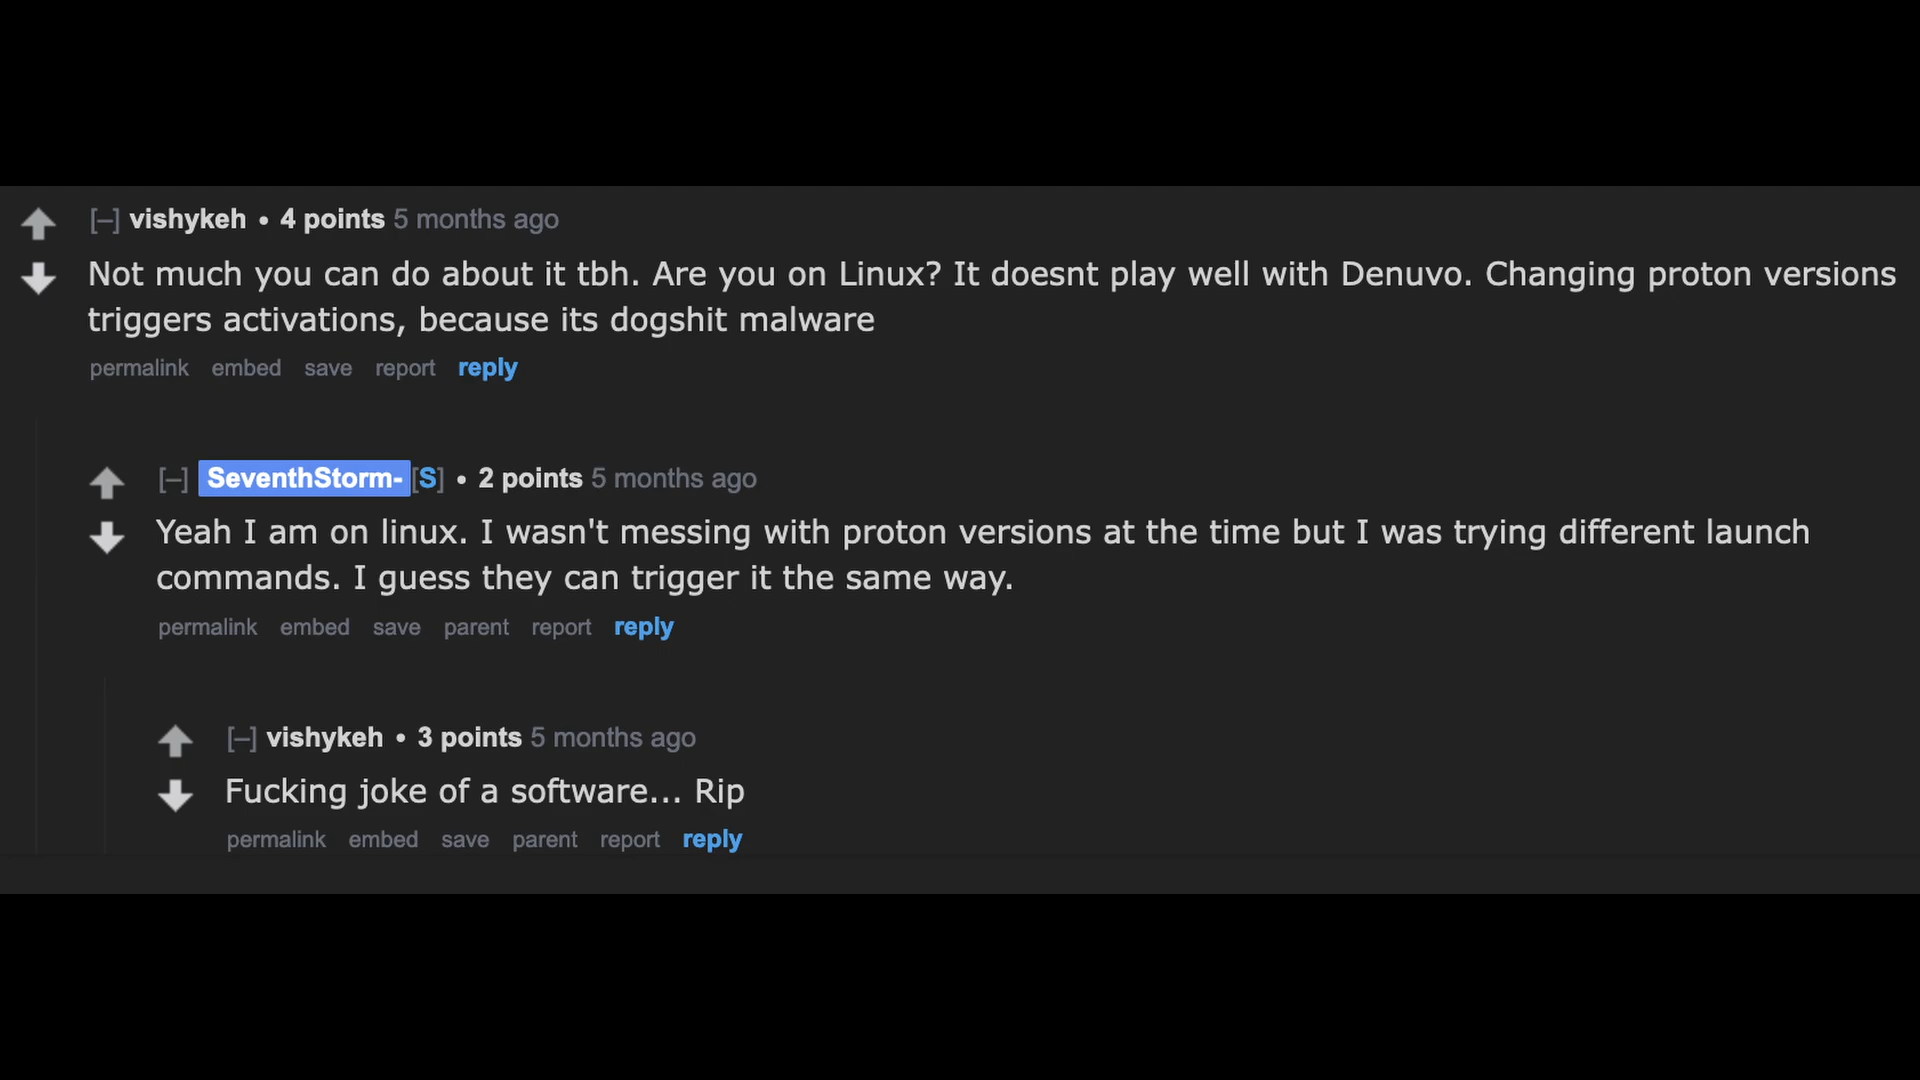 [–] vishykeh • 4 points 5 months ago
Not much you can do about it tbh. Are you on Linux? It doesnt play well with Denuvo. Changing proton versions
triggers activations, because its dogshit malware
permalink embed save report reply
[–] SeventhStorm- [S] • 2 points 5 months ago
Yeah I am on linux. I wasn't messing with proton versions at the time but I was trying different launch
commands. I guess they can trigger it the same way.
permalink embed save parent report reply
[–] vishykeh • 3 points 5 months ago
Fucking joke of a software... Rip
permalink embed save parent report reply